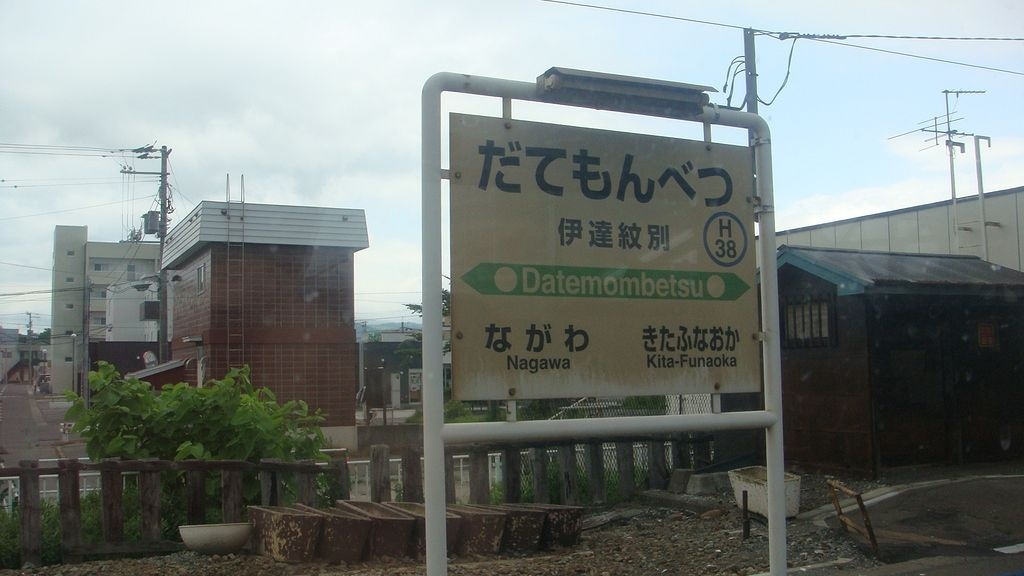 だてもんべつ
伊達紋別
H
38
Datemombetsu
ながわ きたふなおか
Nagawa Kita-Funaoka